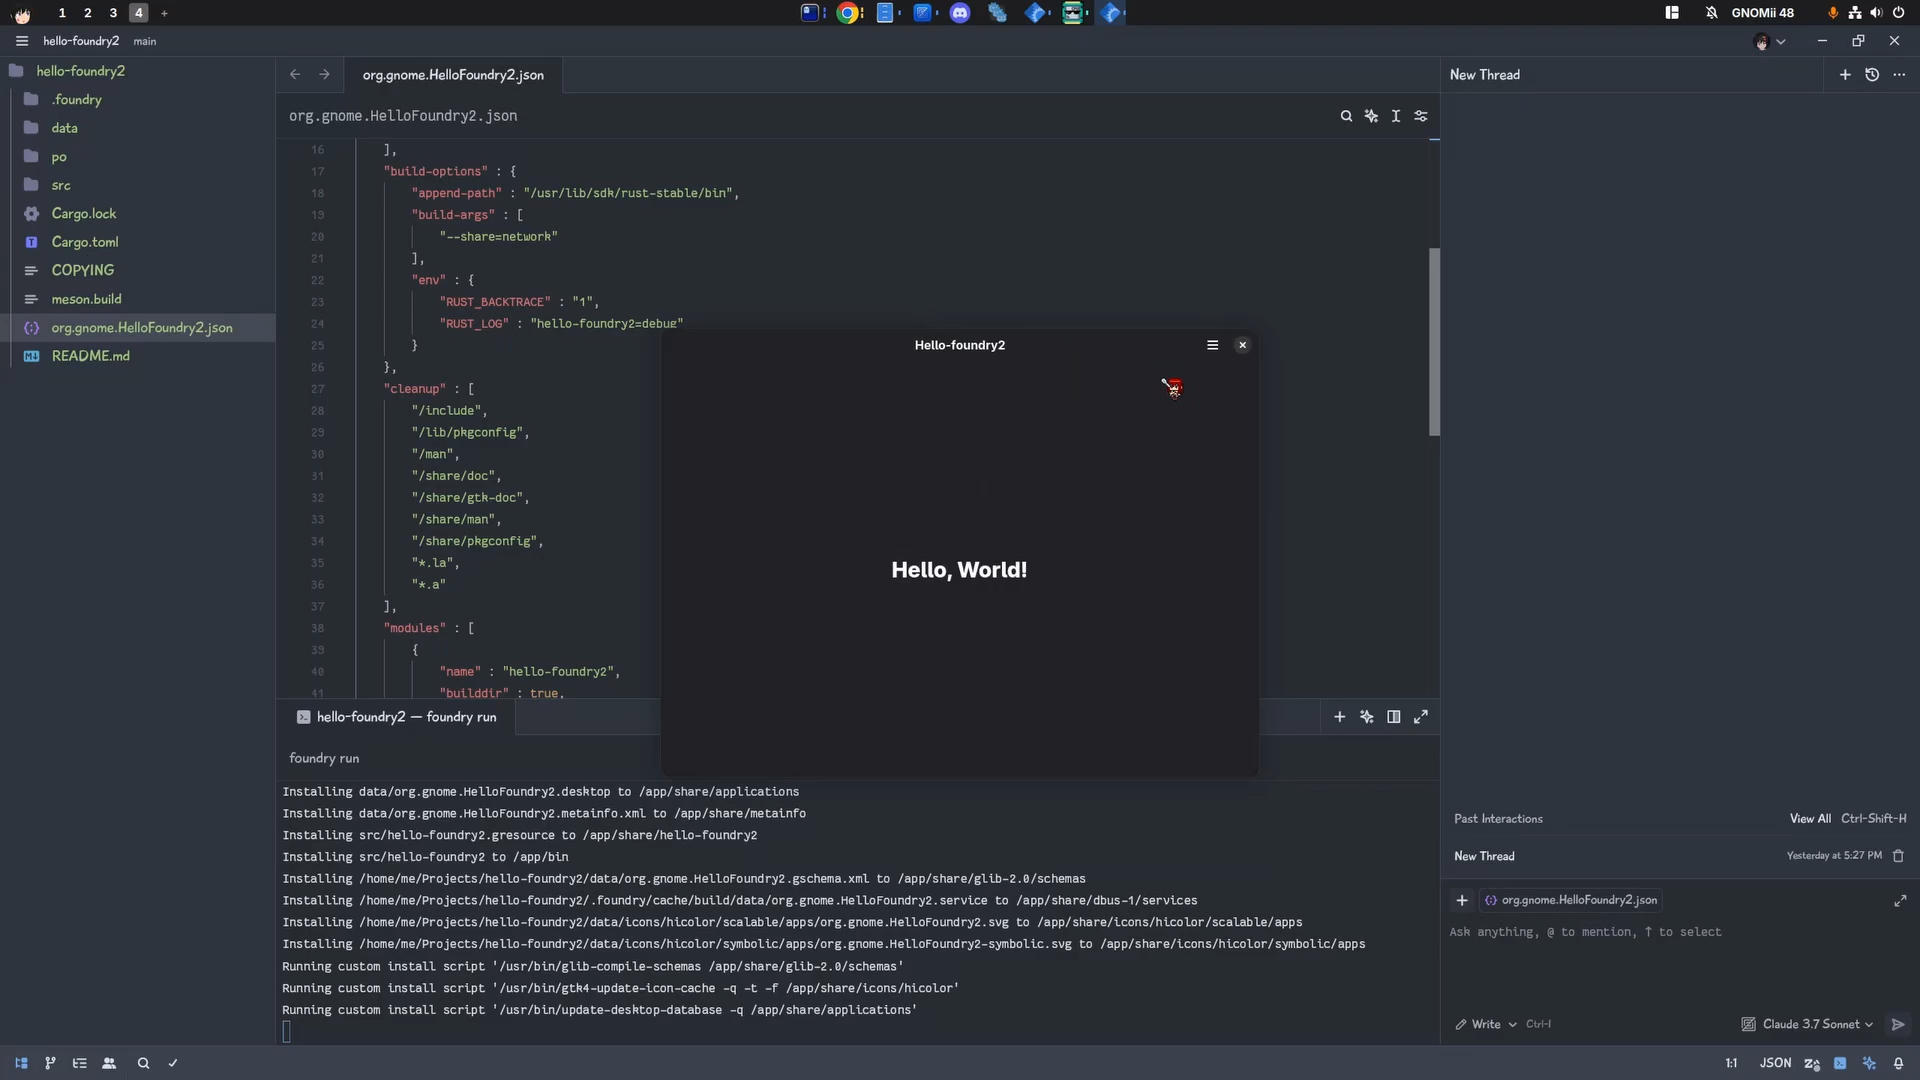 1 2 3 4 +
GNOMii 48
hello-foundry2 main
hello-foundry2
.foundry
data
po
src
Cargo.lock
Cargo.toml
COPYING
meson.build
org.gnome.HelloFoundry2.json
README.md
org.gnome.HelloFoundry2.json
org.gnome.HelloFoundry2.json
16 ],
17 "build-options" : {
18 "append-path" : "/usr/lib/sdk/rust-stable/bin",
19 "build-args" : [
20 "--share=network"
21 ],
22 "env" : {
23 "RUST_BACKTRACE" : "1",
24 "RUST_LOG" : "hello-foundry2=debug"
25 }
26 },
27 "cleanup" : [
28 "/include",
29 "/lib/pkgconfig",
30 "/man",
31 "/share/doc",
32 "/share/gtk-doc",
33 "/share/man",
34 "/share/pkgconfig",
35 "*.la",
36 "*.a"
37 ],
38 "modules" : [
39 {
40 "name" : "hello-foundry2",
41 "builddir" : true,
Hello-foundry2
Hello, World!
hello-foundry2 — foundry run
foundry run
Installing data/org.gnome.HelloFoundry2.desktop to /app/share/applications
Installing data/org.gnome.HelloFoundry2.metainfo.xml to /app/share/metainfo
Installing src/hello-foundry2.gresource to /app/share/hello-foundry2
Installing src/hello-foundry2 to /app/bin
Installing /home/me/Projects/hello-foundry2/data/org.gnome.HelloFoundry2.gschema.xml to /app/share/glib-2.0/schemas
Installing /home/me/Projects/hello-foundry2/.foundry/cache/build/data/org.gnome.HelloFoundry2.service to /app/share/dbus-1/services
Installing /home/me/Projects/hello-foundry2/data/icons/hicolor/scalable/apps/org.gnome.HelloFoundry2.svg to /app/share/icons/hicolor/scalable/apps
Installing /home/me/Projects/hello-foundry2/data/icons/hicolor/symbolic/apps/org.gnome.HelloFoundry2-symbolic.svg to /app/share/icons/hicolor/symbolic/apps
Running custom install script '/usr/bin/glib-compile-schemas /app/share/glib-2.0/schemas'
Running custom install script '/usr/bin/gtk4-update-icon-cache -q -t -f /app/share/icons/hicolor'
Running custom install script '/usr/bin/update-desktop-database -q /app/share/applications'
New Thread
Past Interactions View All Ctrl-Shift-H
New Thread Yesterday at 5:27 PM
org.gnome.HelloFoundry2.json
Ask anything, @ to mention, ↑ to select
Write Ctrl-I Claude 3.7 Sonnet
1:1 JSON